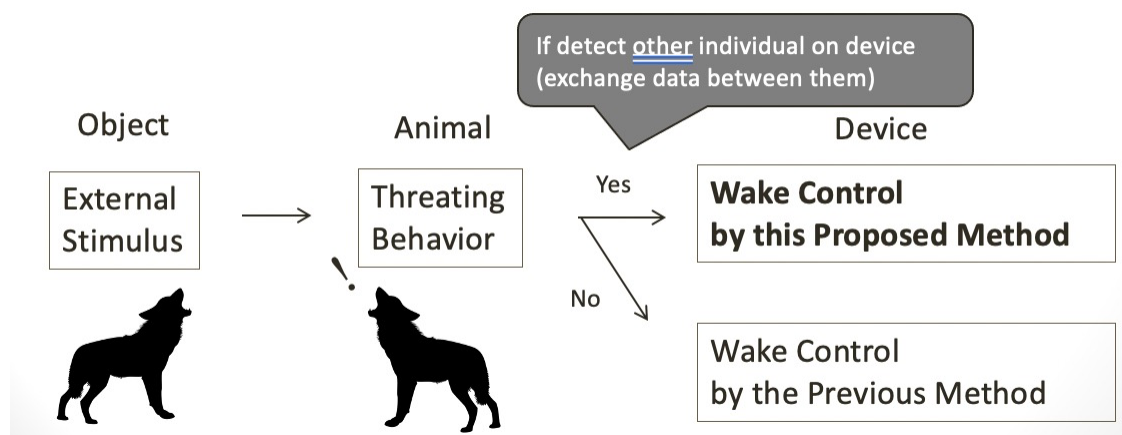 If detect other individual on device
(exchange data between them)
Object
Animal
Device
External
Stimulus
Threating
Behavior
!
Yes
No
Wake Control
by this Proposed Method
Wake Control
by the Previous Method